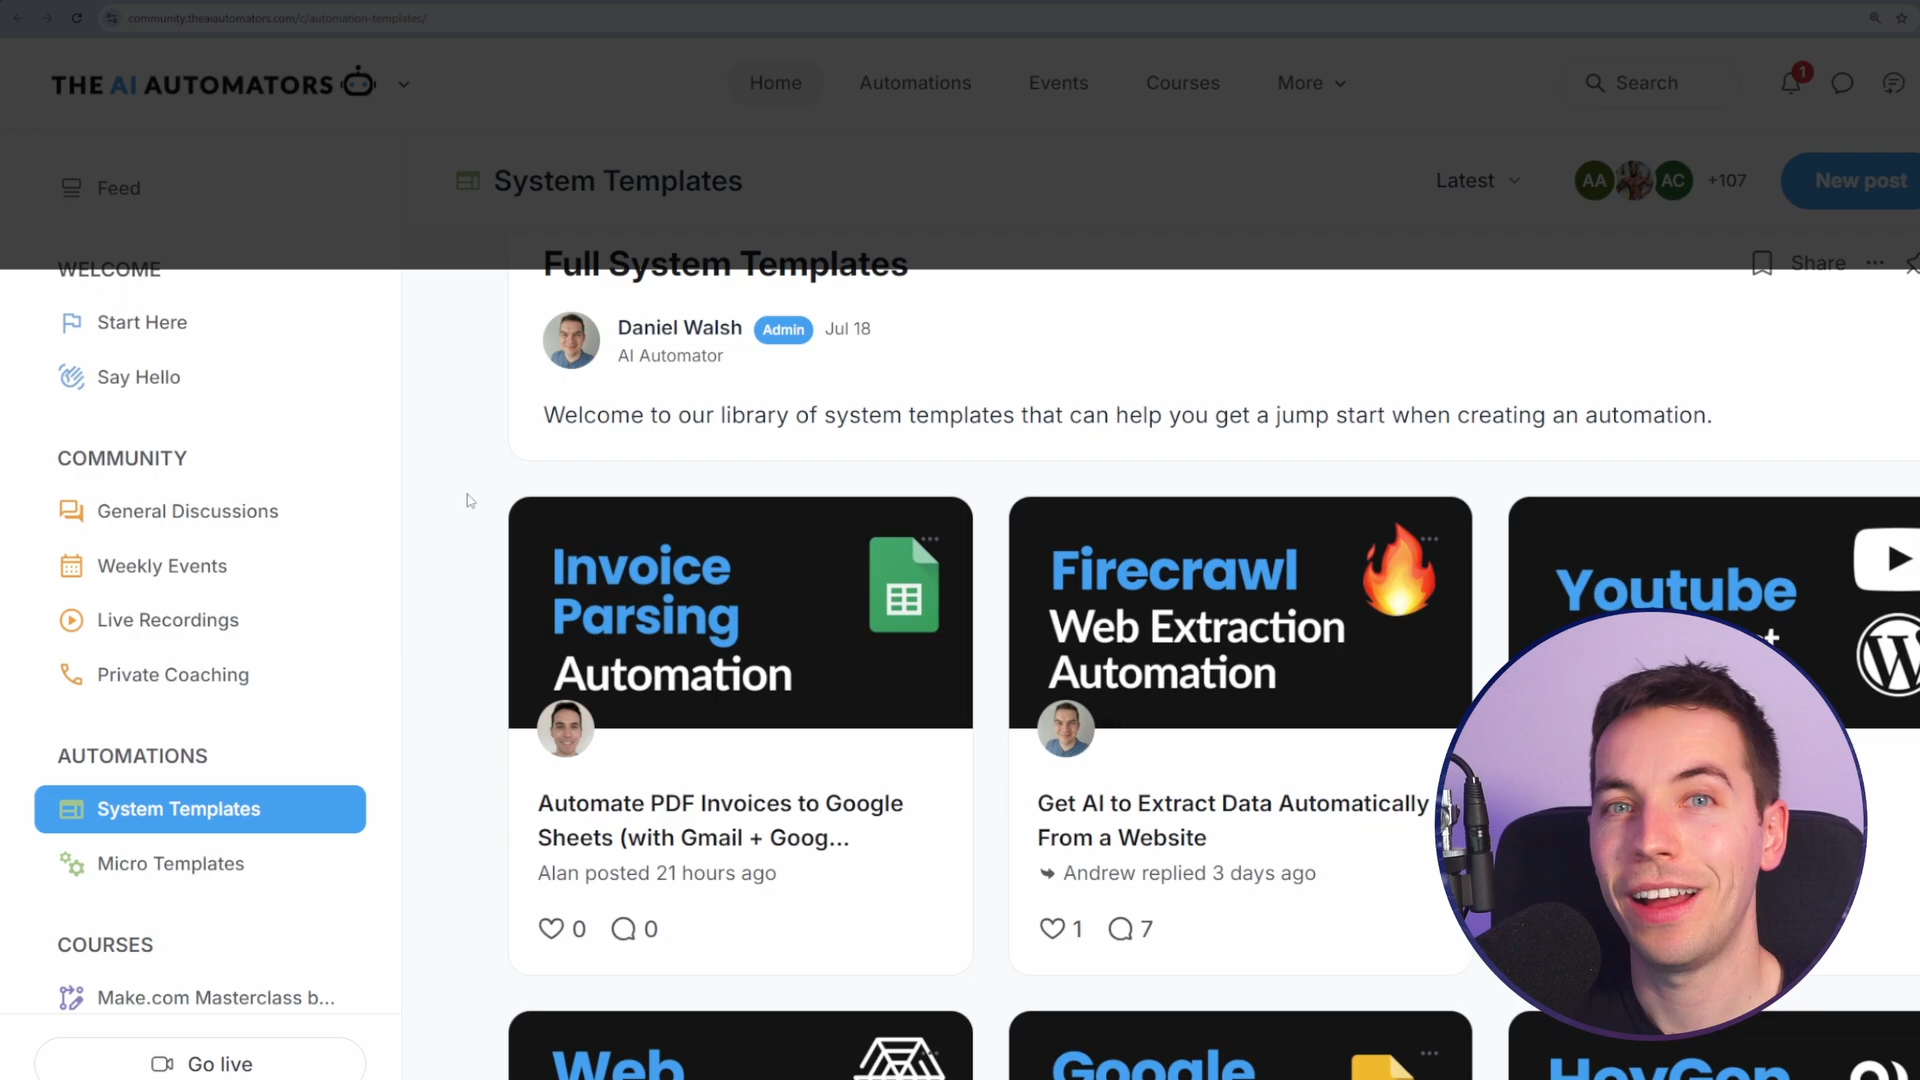 community.theaiautomators.com/c/automation-templates/
THE AI AUTOMATORS
Home
Automations
Events
Courses
More
Search
1
Feed
System Templates
Latest
AA
AC
+107
New post
WELCOME
Start Here
Say Hello
COMMUNITY
General Discussions
Weekly Events
Live Recordings
Private Coaching
AUTOMATIONS
System Templates
Micro Templates
COURSES
Make.com Masterclass b...
Go live
Full System Templates
Share
Daniel Walsh Admin Jul 18
AI Automator
Welcome to our library of system templates that can help you get a jump start when creating an automation.
Invoice
Parsing
Automation
Automate PDF Invoices to Google
Sheets (with Gmail + Goog...
Alan posted 21 hours ago
0 0
Firecrawl
Web Extraction
Automation
Get AI to Extract Data Automatically
From a Website
Andrew replied 3 days ago
1 7
Youtube
Web
Google
HeyGen